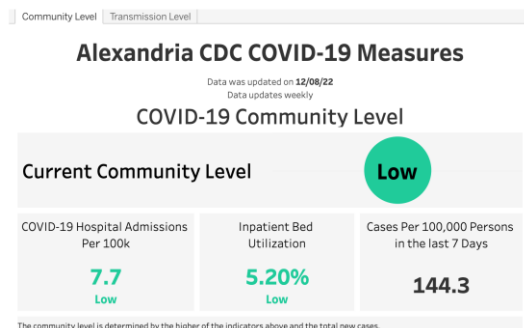 Community Level
Transmission Level
Alexandria CDC COVID-19 Measures
Data was updated on 12/08/22
Data updates weekly
COVID-19 Community Level
Current Community Level
Low
COVID-19 Hospital Admissions
Per 100k
7.7
Low
Inpatient Bed
Utilization
5.20%
Low
Cases Per 100,000 Persons
in the last 7 Days
144.3
The community level is determined by the higher of the indicators above and the total new cases.